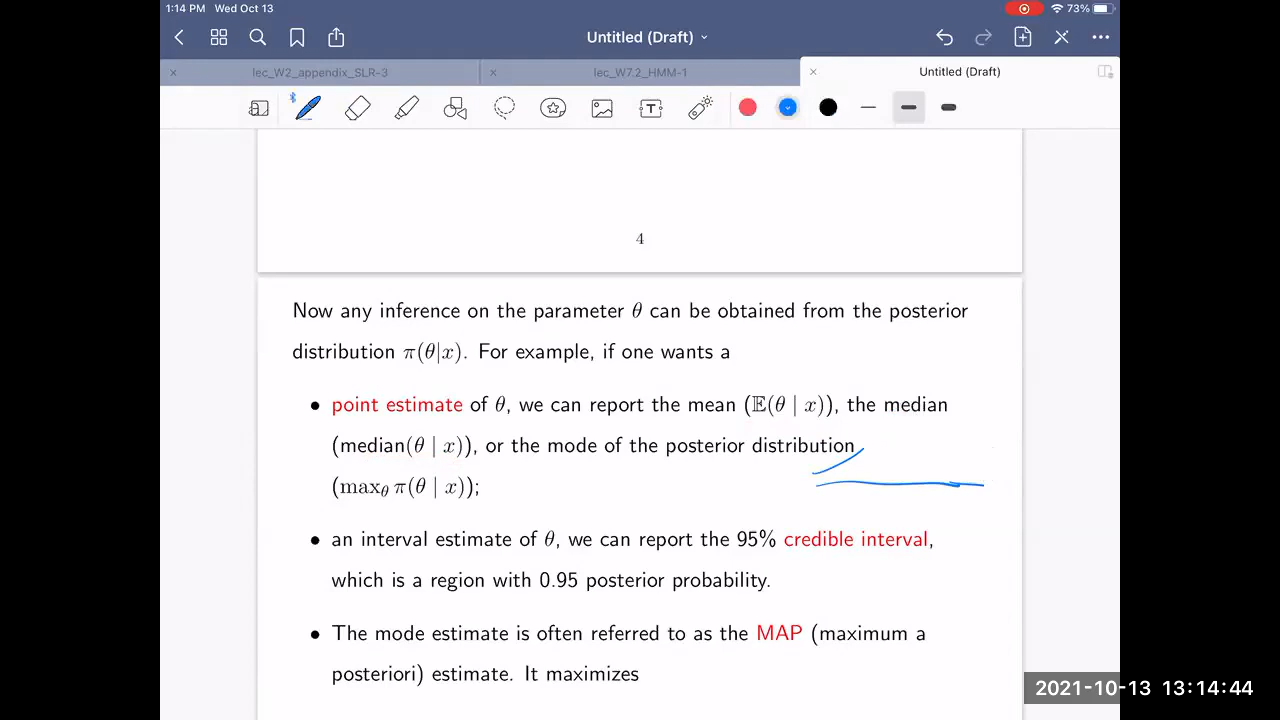 1:14 PM Wed Oct 13
73%
Untitled (Draft)
lec_W2_appendix_SLR-3
lec_W7.2_HMM-1
Untitled (Draft)
4
Now any inference on the parameter θ can be obtained from the posterior
distribution π(θ|x). For example, if one wants a
• point estimate of θ, we can report the mean (𝔼(θ | x)), the median
(median(θ | x)), or the mode of the posterior distribution
(max_θ π(θ | x));
• an interval estimate of θ, we can report the 95% credible interval,
which is a region with 0.95 posterior probability.
• The mode estimate is often referred to as the MAP (maximum a
posteriori) estimate. It maximizes
2021-10-13 13:14:44